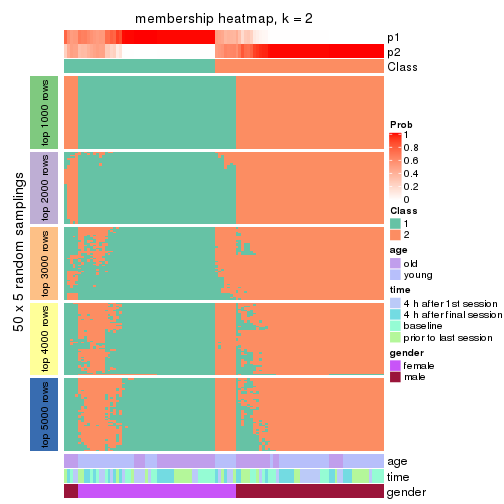 membership heatmap, k = 2
p1
p2
Class
50 x 5 random samplings
top 1000 rows
top 2000 rows
top 3000 rows
top 4000 rows
top 5000 rows
Prob
1
0.8
0.6
0.4
0.2
0
Class
1
2
age
old
young
time
4 h after 1st session
4 h after final session
baseline
prior to last session
gender
female
male
age
time
gender